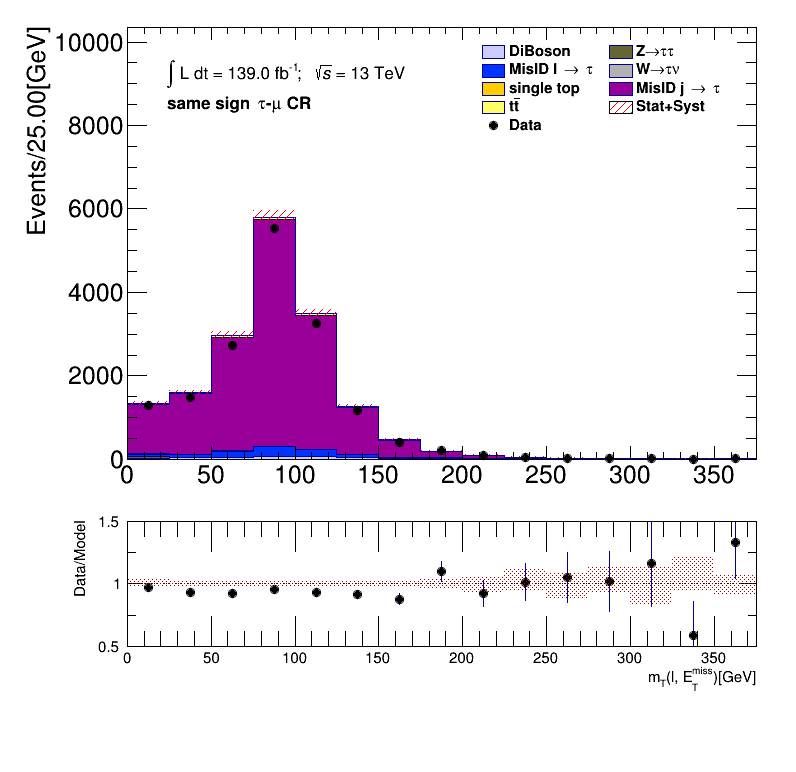 Events/25.00[GeV]
10000
8000
6000
4000
2000
0
∫ L dt = 139.0 fb⁻¹; √s = 13 TeV
same sign τ-μ CR
DiBoson
MisID l → τ
single top
tt̄
Data
Z→ττ
W→τν
MisID j → τ
Stat+Syst
0 50 100 150 200 250 300 350
Data/Model
1.5
1
0.5
0 50 100 150 200 250 300 350
m_T(l, E_T^miss)[GeV]